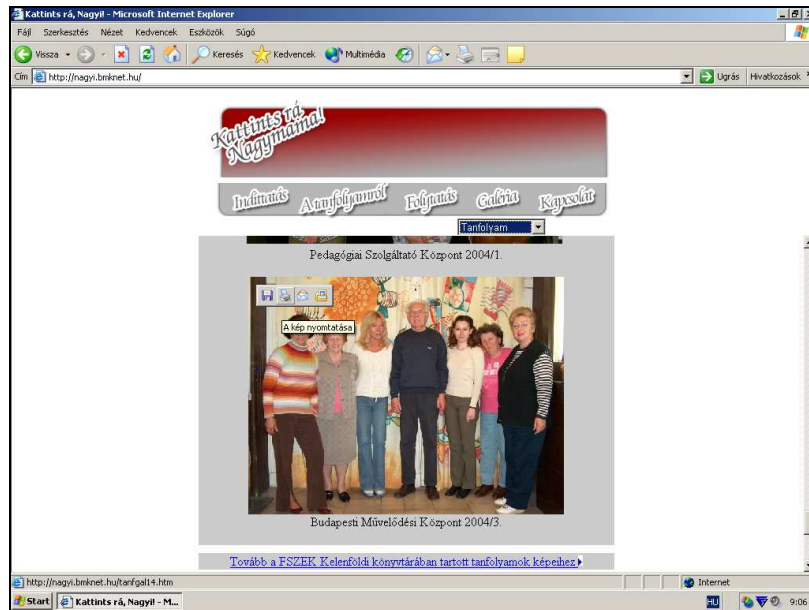 Kattints rá, Nagyi! - Microsoft Internet Explorer
Fájl Szerkesztés Nézet Kedvencek Eszközök Súgó
Vissza Keresés Kedvencek Multimédia
Cím http://nagyi.bmknet.hu/ Ugrás Hivatkozások
Kattints rá
Nagymama!
Indíttatás A tanfolyamról Folytatás Galéria Kapcsolat
Tanfolyam
Pedagógiai Szolgáltató Központ 2004/1.
A kép nyomtatása
Budapesti Művelődési Központ 2004/3.
Tovább a FSZEK Kelenföldi könyvtárában tartott tanfolyamok képeihez
http://nagyi.bmknet.hu/tanfgal14.htm Internet
Start Kattints rá, Nagyi! - M... HU 9:06